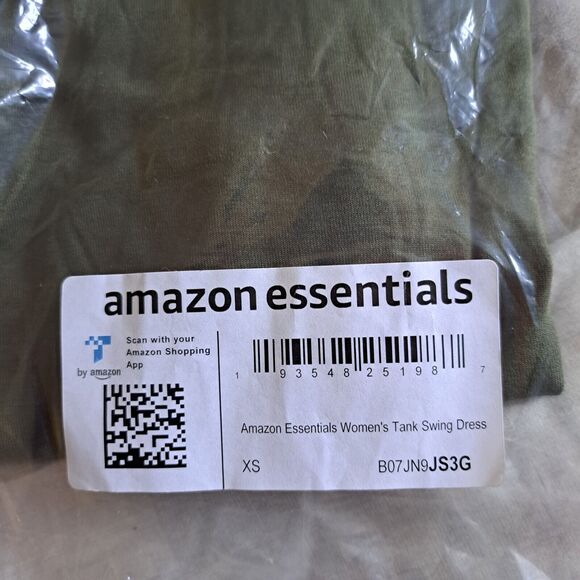 amazon essentials
Scan with your
Amazon Shopping
App
by amazon
1 93548 25198 7
Amazon Essentials Women's Tank Swing Dress
XS B07JN9JS3G